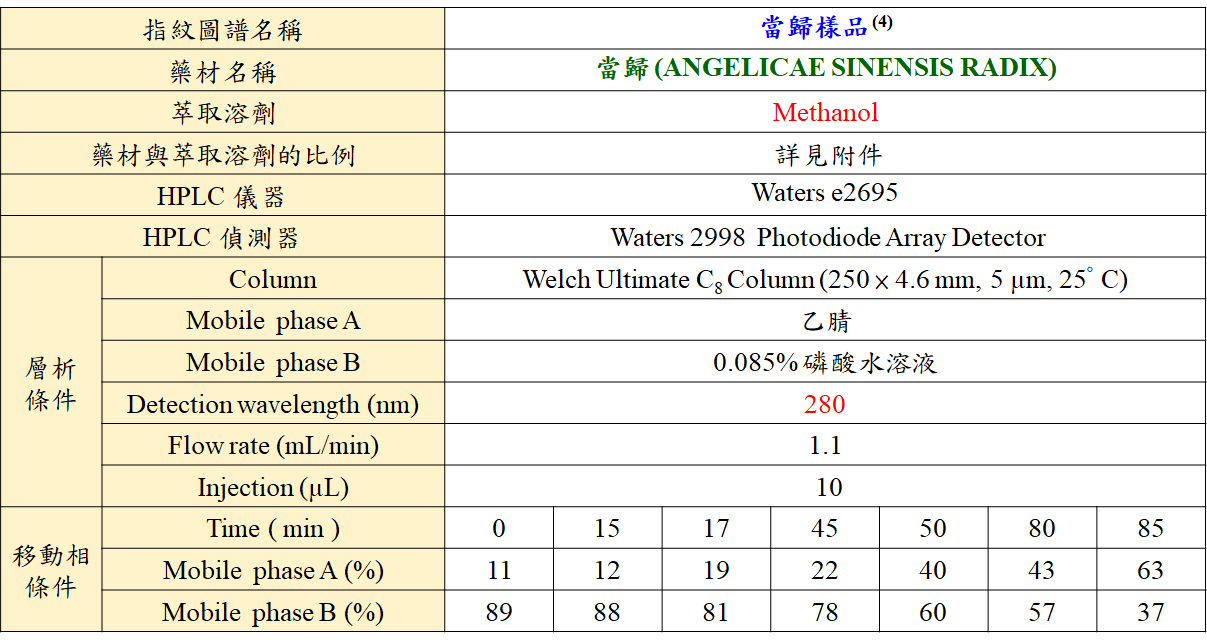 指紋圖譜名稱 當歸樣品(4)
藥材名稱 當歸 (ANGELICAE SINENSIS RADIX)
萃取溶劑 Methanol
藥材與萃取溶劑的比例 詳見附件
HPLC 儀器 Waters e2695
HPLC 偵測器 Waters 2998 Photodiode Array Detector
層析條件
Column Welch Ultimate C8 Column (250 × 4.6 mm, 5 μm, 25° C)
Mobile phase A 乙腈
Mobile phase B 0.085% 磷酸水溶液
Detection wavelength (nm) 280
Flow rate (mL/min) 1.1
Injection (μL) 10
移動相條件
Time ( min ) 0 15 17 45 50 80 85
Mobile phase A (%) 11 12 19 22 40 43 63
Mobile phase B (%) 89 88 81 78 60 57 37